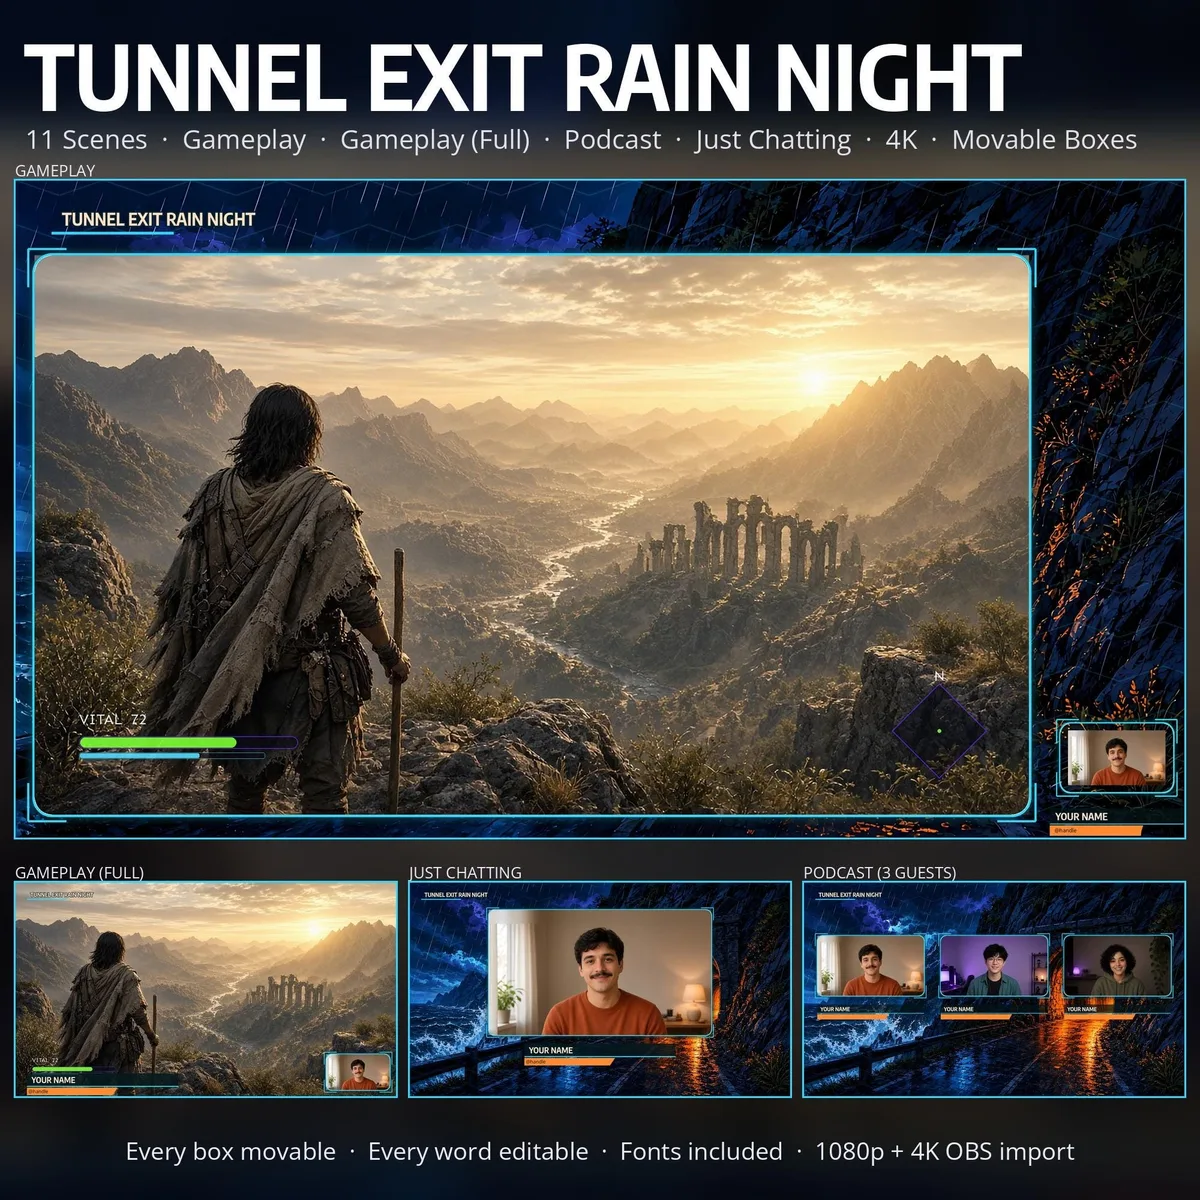 TUNNEL EXIT RAIN NIGHT
11 Scenes · Gameplay · Gameplay (Full) · Podcast · Just Chatting · 4K · Movable Boxes
GAMEPLAY
TUNNEL EXIT RAIN NIGHT
N
VITAL 72
YOUR NAME
@handle
GAMEPLAY (FULL)
JUST CHATTING
PODCAST (3 GUESTS)
TUNNEL EXIT RAIN NIGHT
TUNNEL EXIT RAIN NIGHT
TUNNEL EXIT RAIN NIGHT
VITAL 72
YOUR NAME
@handle
YOUR NAME
@handle
YOUR NAME
YOUR NAME
YOUR NAME
Every box movable · Every word editable · Fonts included · 1080p + 4K OBS import